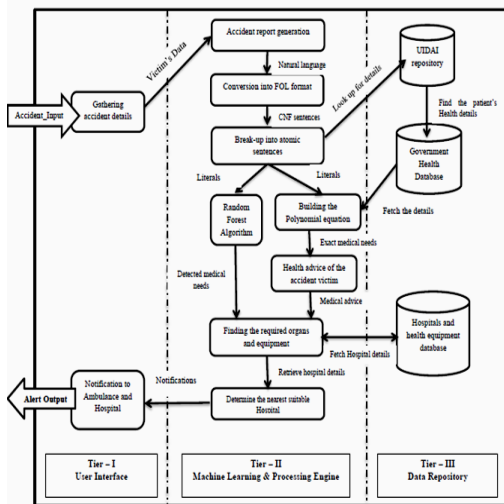 Accident report generation
Victim's Data
Natural language
UIDAI
repository
Accident_Input
Gathering
accident details
Conversion into FOL format
Look up for details
CNF sentences
Find the patient's
Health details
Break-up into atomic
sentences
Government
Health
Database
Literals
Literals
Random
Forest
Algorithm
Building the
Polynomial equation
Fetch the details
Exact medical needs
Detected medical
needs
Health advice of the
accident victim
Medical advice
Hospitals and
health equipment
database
Finding the required organs
and equipment
Fetch Hospital details
Retrieve hospital details
Alert Output
Notification to
Ambulance and
Hospital
Notifications
Determine the nearest suitable
Hospital
Tier – I
User Interface
Tier – II
Machine Learning & Processing Engine
Tier – III
Data Repository